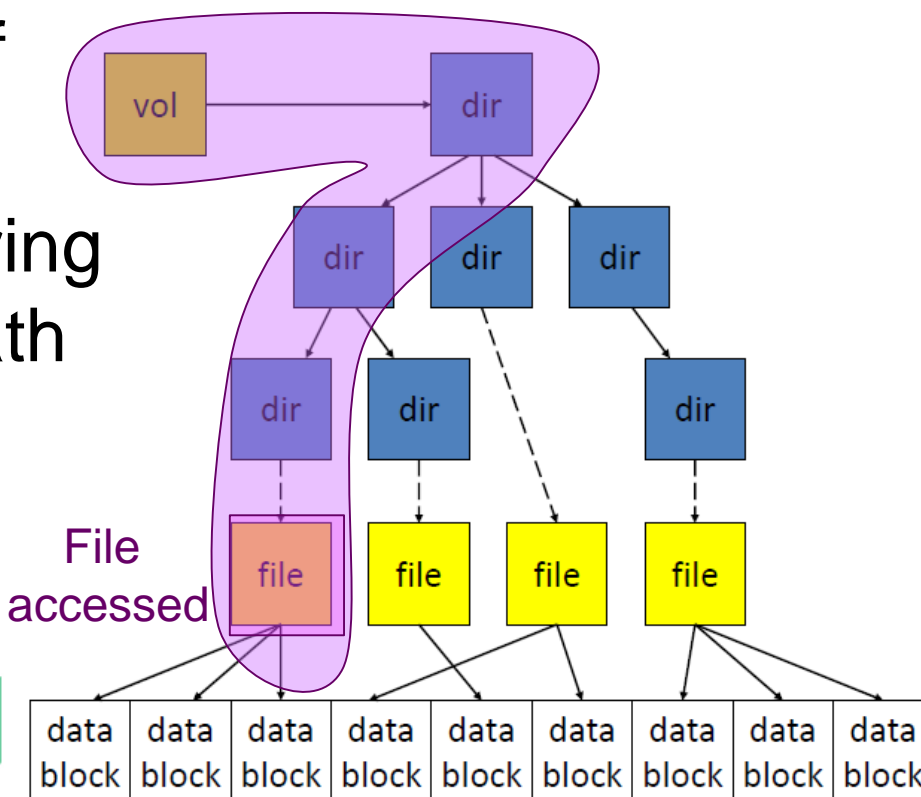 vol dir
dir dir dir
dir dir dir
File
accessed
file file file file
data data data data data data data data data
block block block block block block block block block